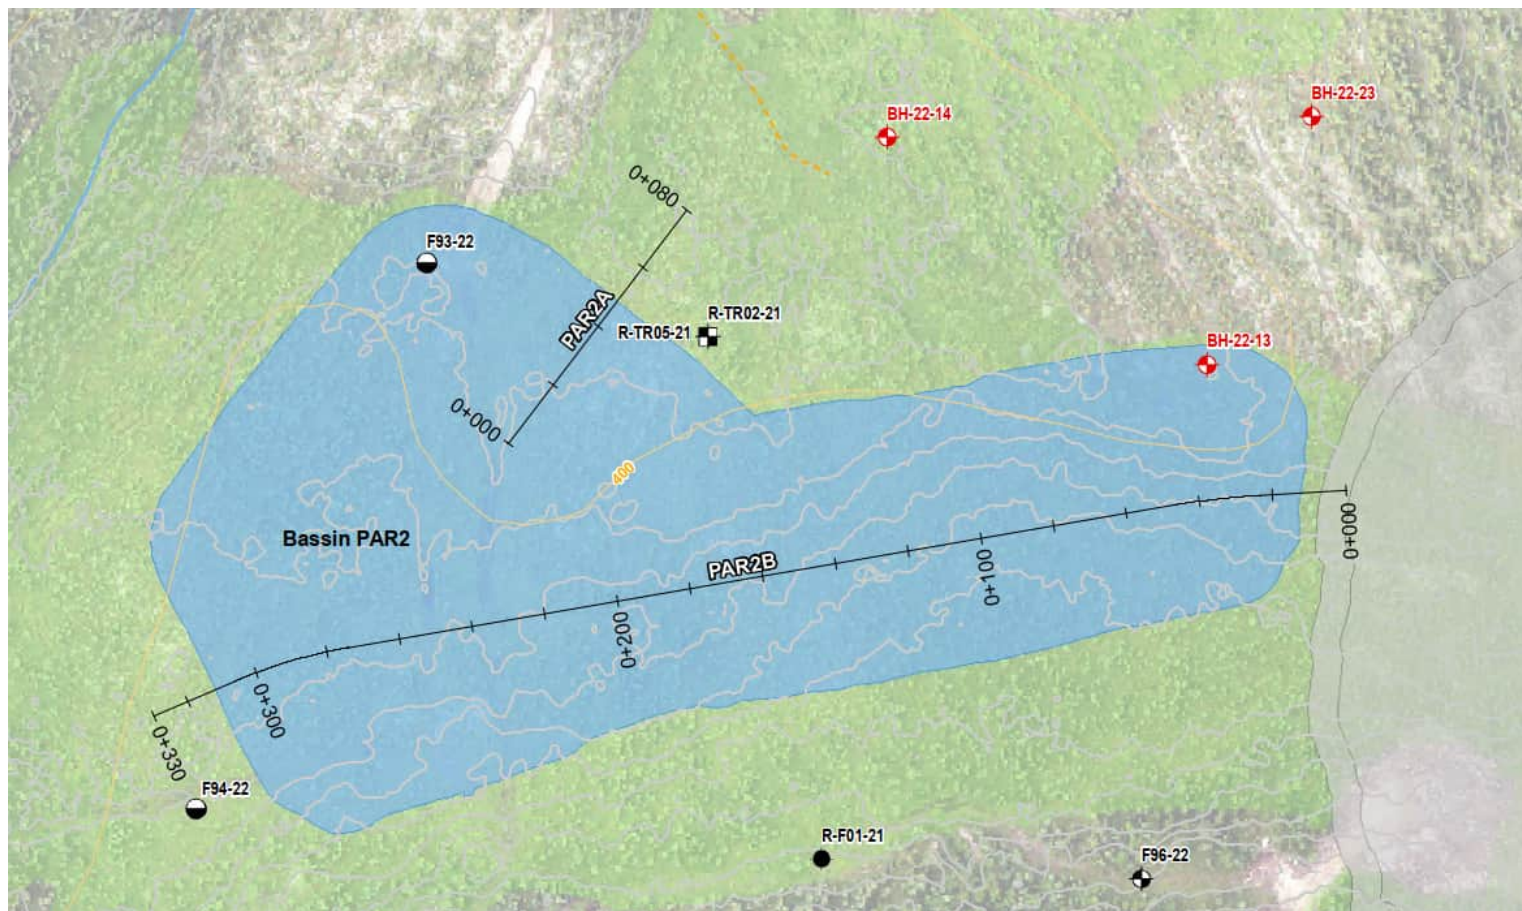 BH-22-23
BH-22-14
0+080
F93-22
PAR2A
R-TR02-21
R-TR05-21
BH-22-13
0+000
400
Bassin PAR2
0+000
PAR2B
0+100
0+200
0+300
0+330
F94-22
R-F01-21
F96-22